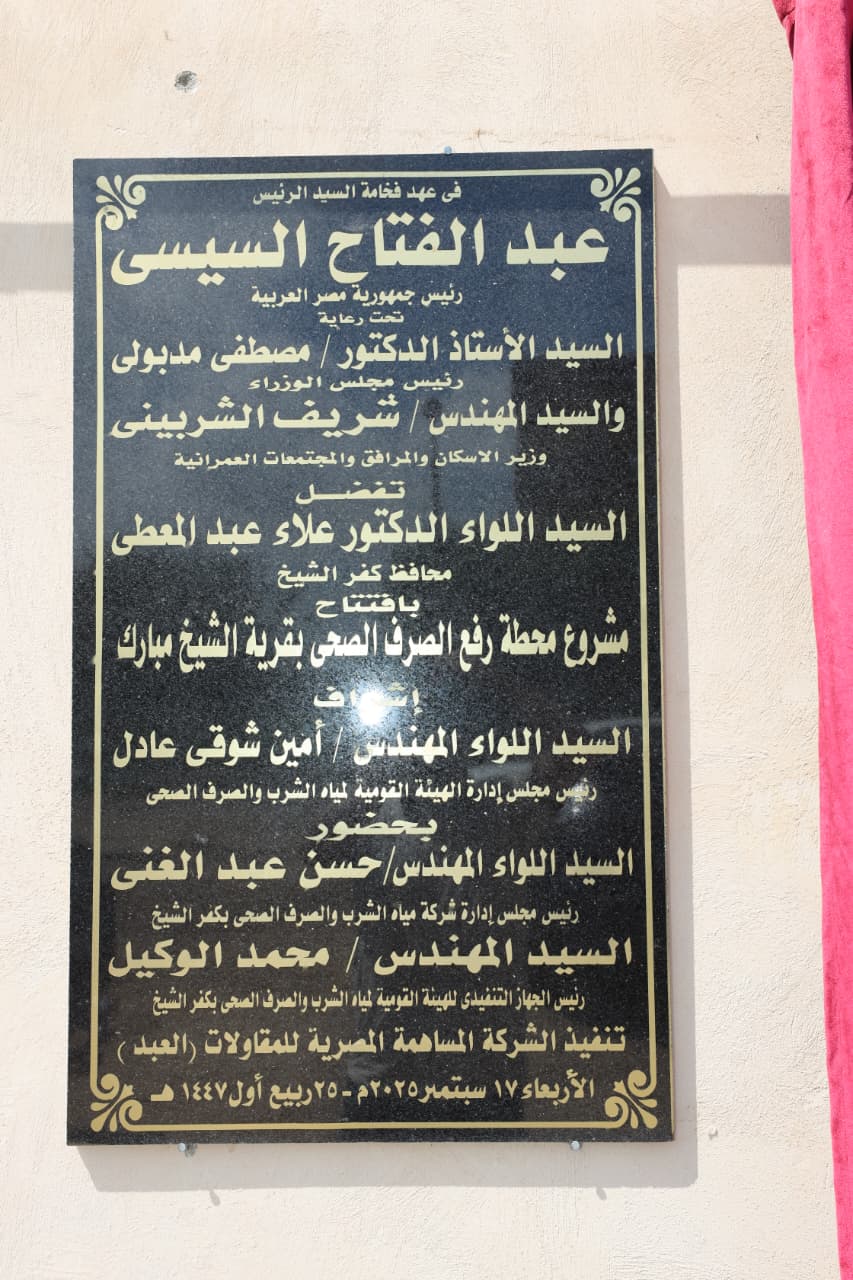 فى عهد فخامة السيد الرئيس
عبد الفتاح السيسى
رئيس جمهورية مصر العربية
تحت رعاية
السيد الأستاذ الدكتور / مصطفى مدبولى
رئيس مجلس الوزراء
والسيد المهندس / شريف الشربينى
وزير الاسكان والمرافق والمجتمعات العمرانية
تفضل
السيد اللواء الدكتور علاء عبد المعطى
محافظ كفر الشيخ
بافتتاح
مشروع محطة رفع الصرف الصحى بقرية الشيخ مبارك
إشراف
السيد اللواء المهندس / أمين شوقى عادل
رئيس مجلس إدارة الهيئة القومية لمياه الشرب والصرف الصحى
بحضور
السيد اللواء المهندس/حسن عبد الغنى
رئيس مجلس إدارة شركة مياه الشرب والصرف الصحى بكفر الشيخ
السيد المهندس / محمد الوكيل
رئيس الجهاز التنفيذى للهيئة القومية لمياه الشرب والصرف الصحى بكفر الشيخ
تنفيذ الشركة المساهمة المصرية للمقاولات (العبد )
الأربعاء ١٧ سبتمبر ٢٠٢٥م - ٢٥ ربيع أول ١٤٤٧ هـ